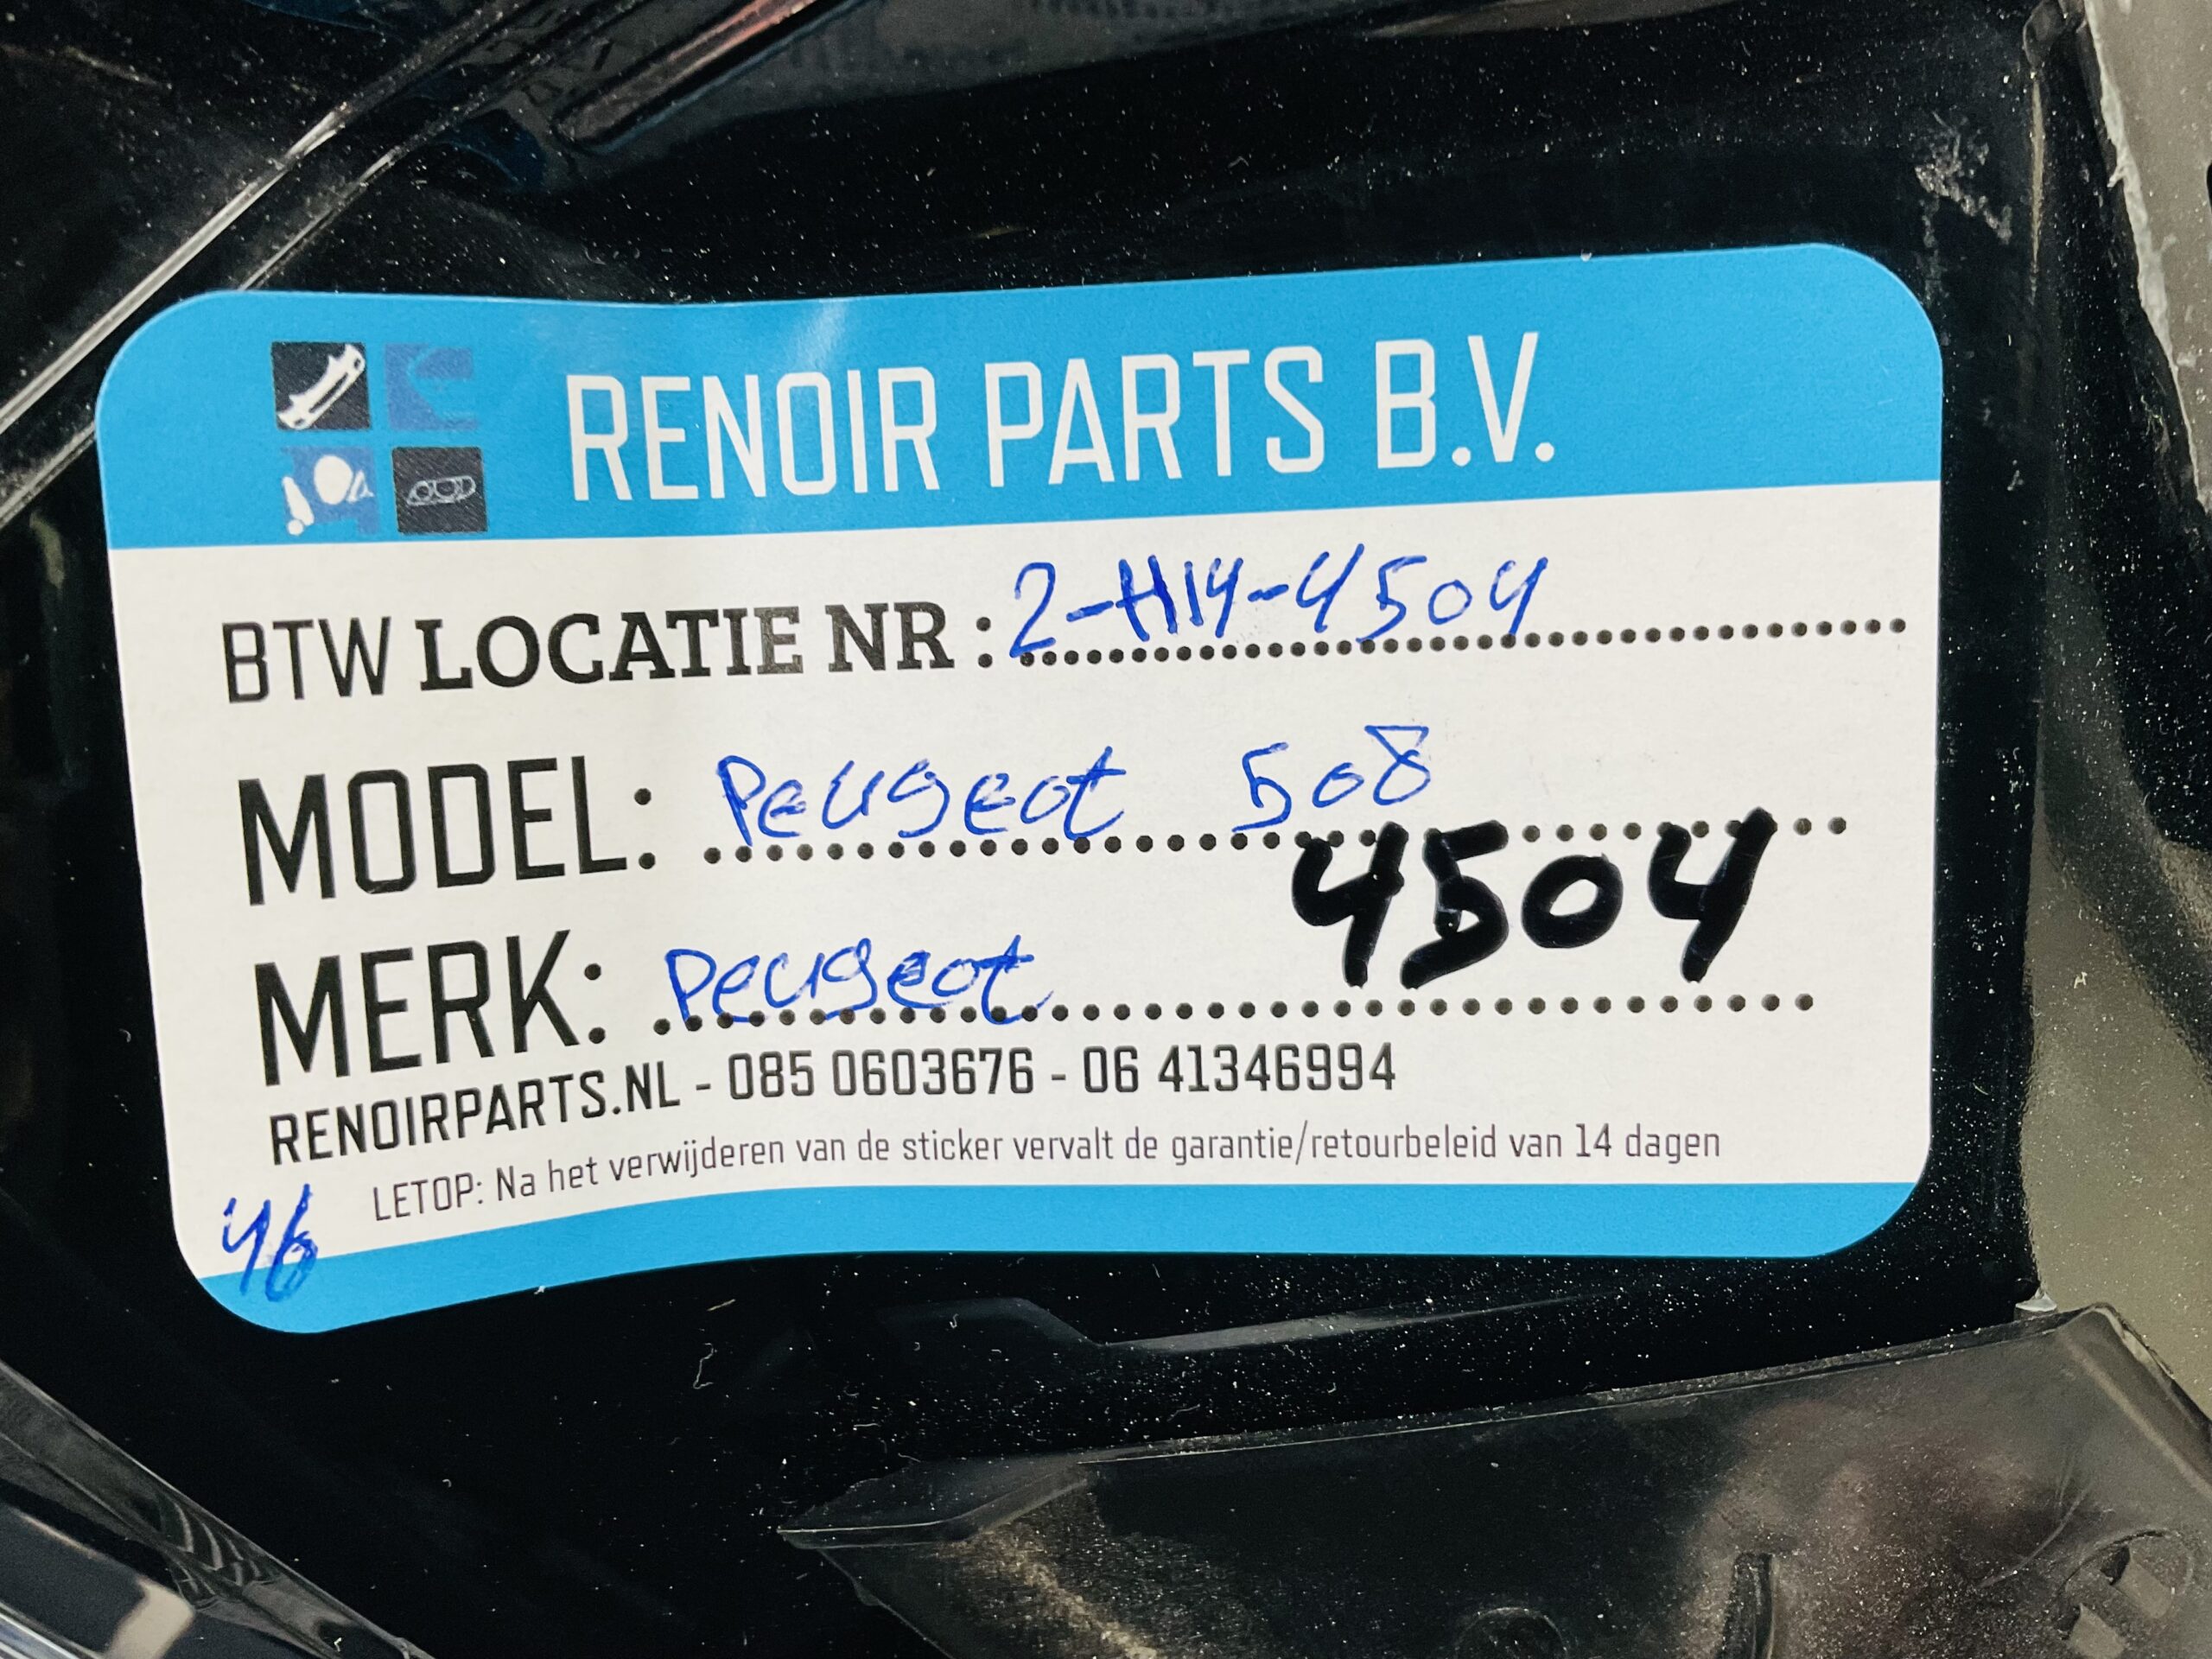 RENOIR PARTS B.V.
BTW LOCATIE NR : 2-H14-4504
MODEL: Peugeot 508
4504
MERK: Peugeot
RENOIRPARTS.NL - 085 0603676 - 06 41346994
LETOP: Na het verwijderen van de sticker vervalt de garantie/retourbeleid van 14 dagen
46